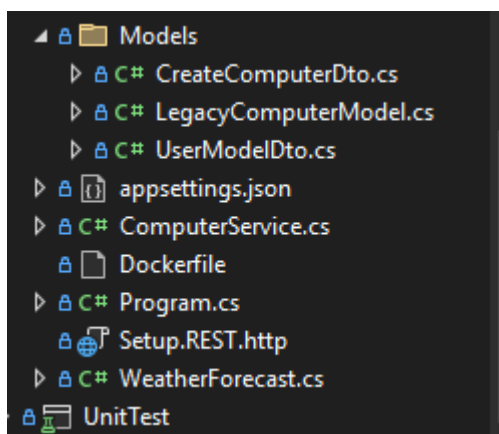 Models
C# CreateComputerDto.cs
C# LegacyComputerModel.cs
C# UserModelDto.cs
appsettings.json
C# ComputerService.cs
Dockerfile
C# Program.cs
Setup.REST.http
C# WeatherForecast.cs
UnitTest